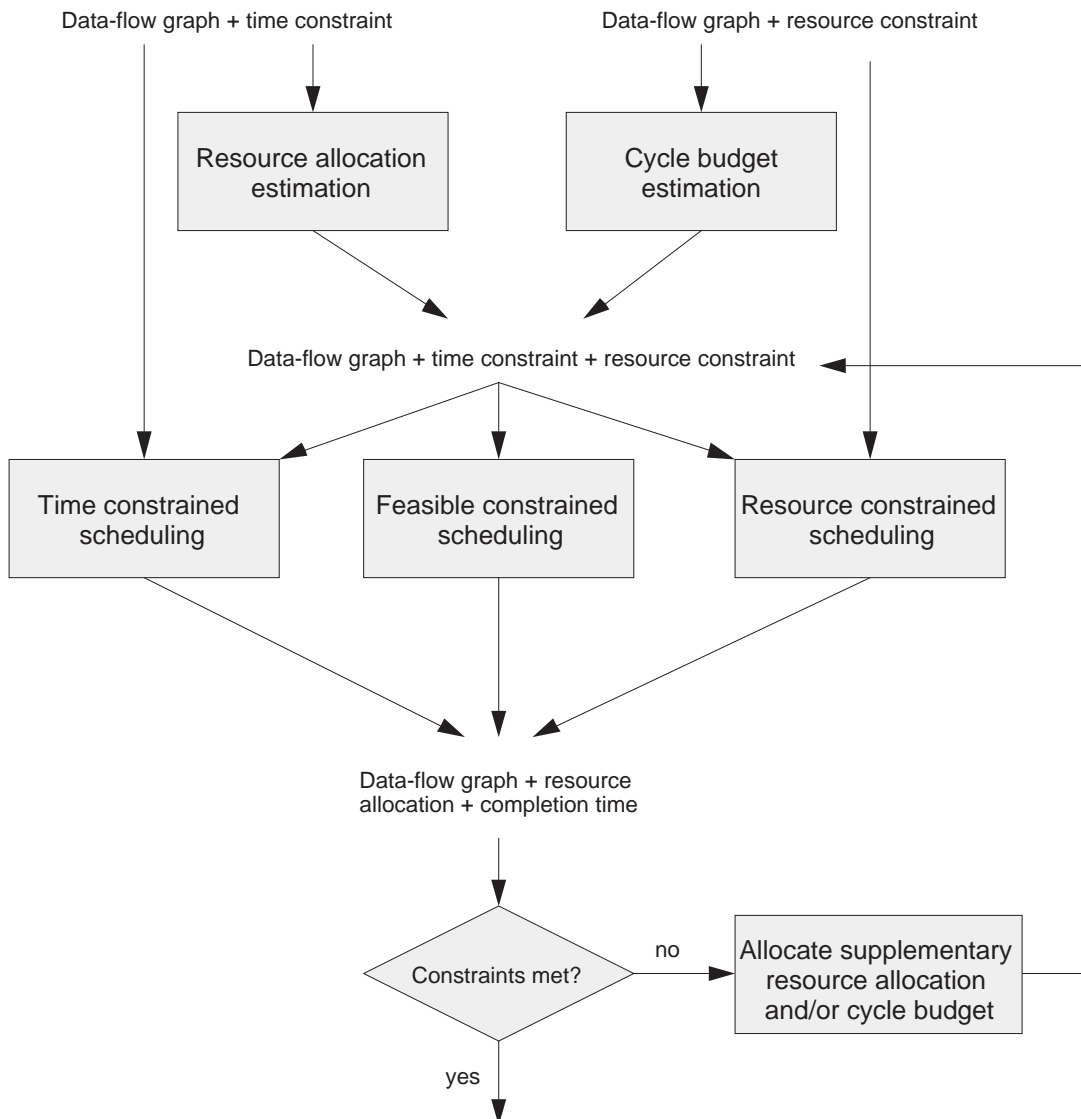 Data-flow graph + time constraint
Data-flow graph + resource constraint
Resource allocation
estimation
Cycle budget
estimation
Data-flow graph + time constraint + resource constraint
Time constrained
scheduling
Feasible constrained
scheduling
Resource constrained
scheduling
Data-flow graph + resource
allocation + completion time
Constraints met?
no
Allocate supplementary
resource allocation
and/or cycle budget
yes